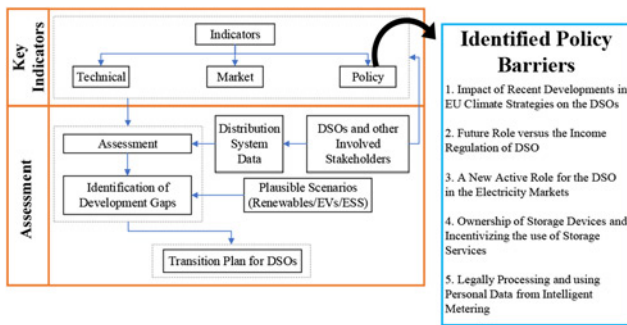 Key
Indicators
Indicators
Technical
Market
Policy
Assessment
Assessment
Distribution
System
Data
DSOs and other
Involved
Stakeholders
Identification of
Development Gaps
Plausible Scenarios
(Renewables/EVs/ESS)
Transition Plan for DSOs
Identified Policy
Barriers
1. Impact of Recent Developments in
EU Climate Strategies on the DSOs
2. Future Role versus the Income
Regulation of DSO
3. A New Active Role for the DSO
in the Electricity Markets
4. Ownership of Storage Devices and
Incentivizing the use of Storage
Services
5. Legally Processing and using
Personal Data from Intelligent
Metering